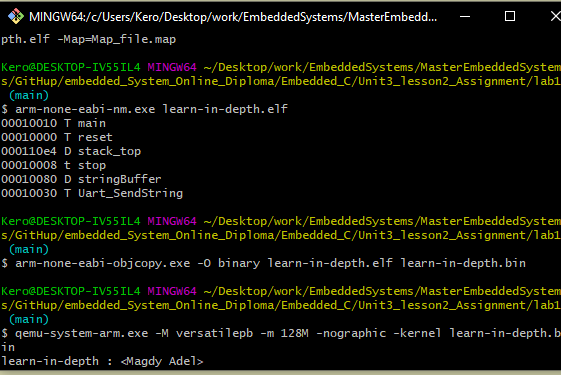 MINGW64:/c/Users/Kero/Desktop/work/EmbeddedSystems/MasterEmbedd...
pth.elf -Map=Map_file.map
Kero@DESKTOP-IV55IL4 MINGW64 ~/Desktop/work/EmbeddedSystems/MasterEmbeddedSystem
s/GitHup/embedded_System_Online_Diploma/Embedded_C/Unit3_lesson2_Assignment/lab1
(main)
$ arm-none-eabi-nm.exe learn-in-depth.elf
00010010 T main
00010000 T reset
000110e4 D stack_top
00010008 t stop
00010080 D stringBuffer
00010030 T Uart_SendString
Kero@DESKTOP-IV55IL4 MINGW64 ~/Desktop/work/EmbeddedSystems/MasterEmbeddedSystem
s/GitHup/embedded_System_Online_Diploma/Embedded_C/Unit3_lesson2_Assignment/lab1
(main)
$ arm-none-eabi-objcopy.exe -O binary learn-in-depth.elf learn-in-depth.bin
Kero@DESKTOP-IV55IL4 MINGW64 ~/Desktop/work/EmbeddedSystems/MasterEmbeddedSystem
s/GitHup/embedded_System_Online_Diploma/Embedded_C/Unit3_lesson2_Assignment/lab1
(main)
$ qemu-system-arm.exe -M versatilepb -m 128M -nographic -kernel learn-in-depth.b
in
learn-in-depth : <Magdy Adel>